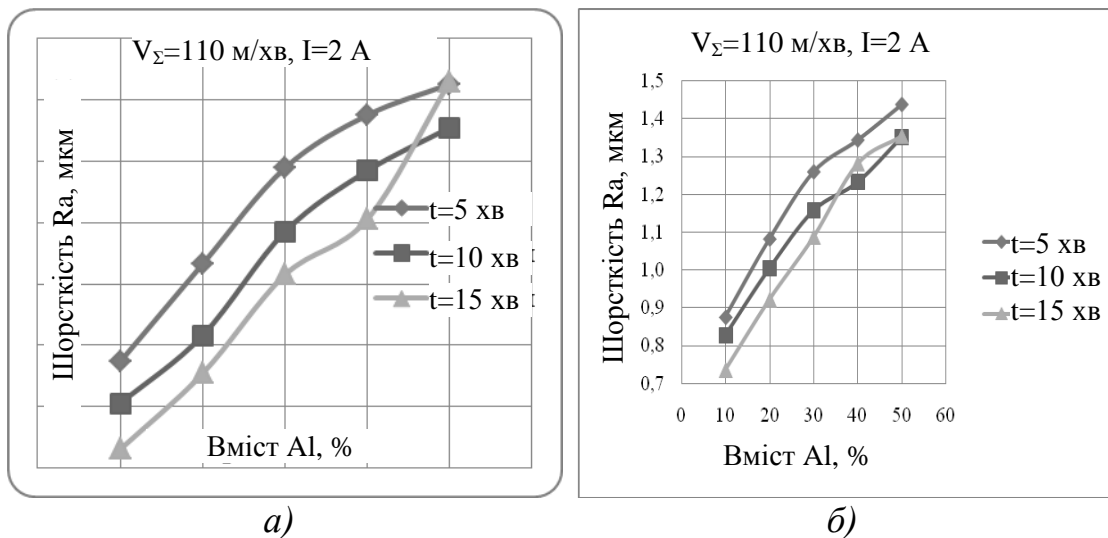 V_Σ=110 м/хв, I=2 А
Шорсткість Ra, мкм
t=5 хв
t=10 хв
t=15 хв
Вміст Al, %
а)
V_Σ=110 м/хв, I=2 А
Шорсткість Ra, мкм
1,5
1,4
1,3
1,2
1,1
1,0
0,9
0,8
0,7
0 10 20 30 40 50 60
Вміст Al, %
t=5 хв
t=10 хв
t=15 хв
б)